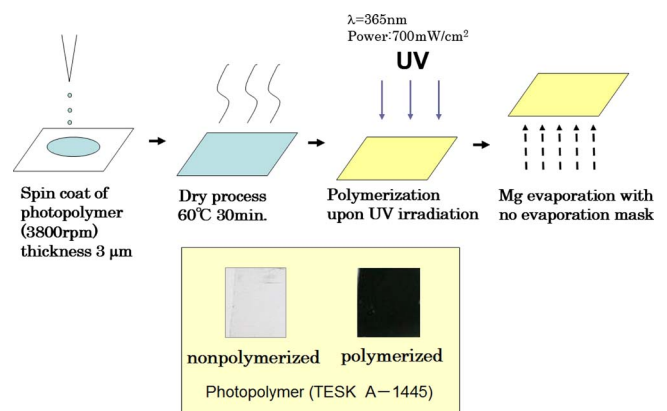 λ=365nm
Power:700mW/cm²
UV
Spin coat of
photopolymer
(3800rpm)
thickness 3 μm
Dry process
60℃ 30min.
Polymerization
upon UV irradiation
Mg evaporation with
no evaporation mask
nonpolymerized
polymerized
Photopolymer (TESK A－1445)